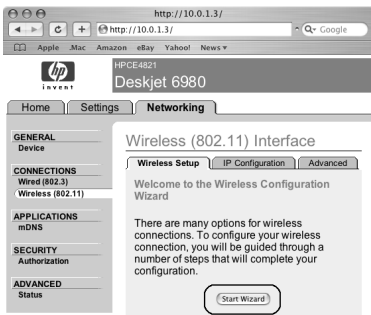 http://10.0.1.3/
http://10.0.1.3/
Google
Apple .Mac Amazon eBay Yahoo! News
hp
invent
HPCE4821
Deskjet 6980
Home Settings Networking
GENERAL
Device
CONNECTIONS
Wired (802.3)
Wireless (802.11)
APPLICATIONS
mDNS
SECURITY
Authorization
ADVANCED
Status
Wireless (802.11) Interface
Wireless Setup IP Configuration Advanced
Welcome to the Wireless Configuration
Wizard
There are many options for wireless
connections. To configure your wireless
connection, you will be guided through a
number of steps that will complete your
configuration.
Start Wizard